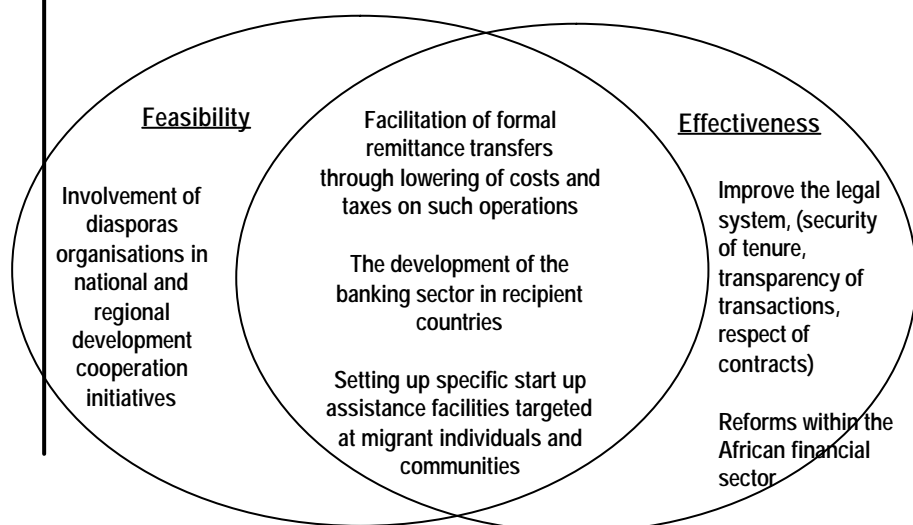 Feasibility
Involvement of
diasporas
organisations in
national and
regional
development
cooperation
initiatives
Facilitation of formal
remittance transfers
through lowering of costs and
taxes on such operations
The development of the
banking sector in recipient
countries
Setting up specific start up
assistance facilities targeted
at migrant individuals and
communities
Effectiveness
Improve the legal
system, (security
of tenure,
transparency of
transactions,
respect of
contracts)
Reforms within the
African financial
sector